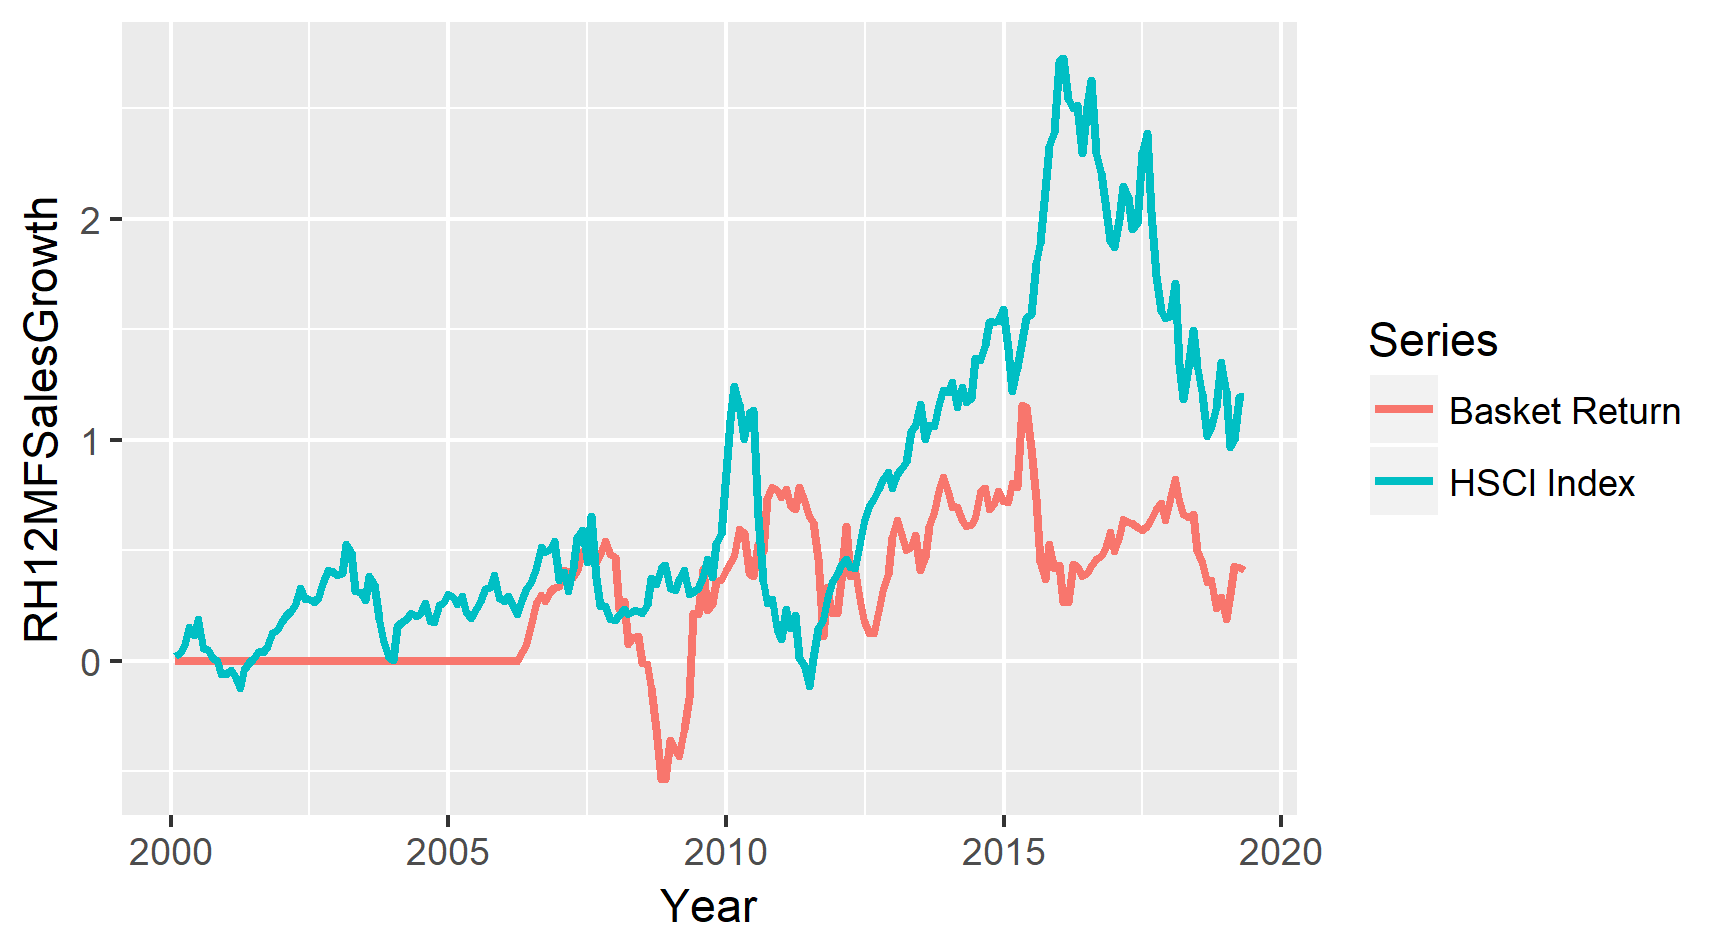 RH12MFSalesGrowth
2
1
0
2000 2005 2010 2015 2020
Year
Series
Basket Return
HSCI Index